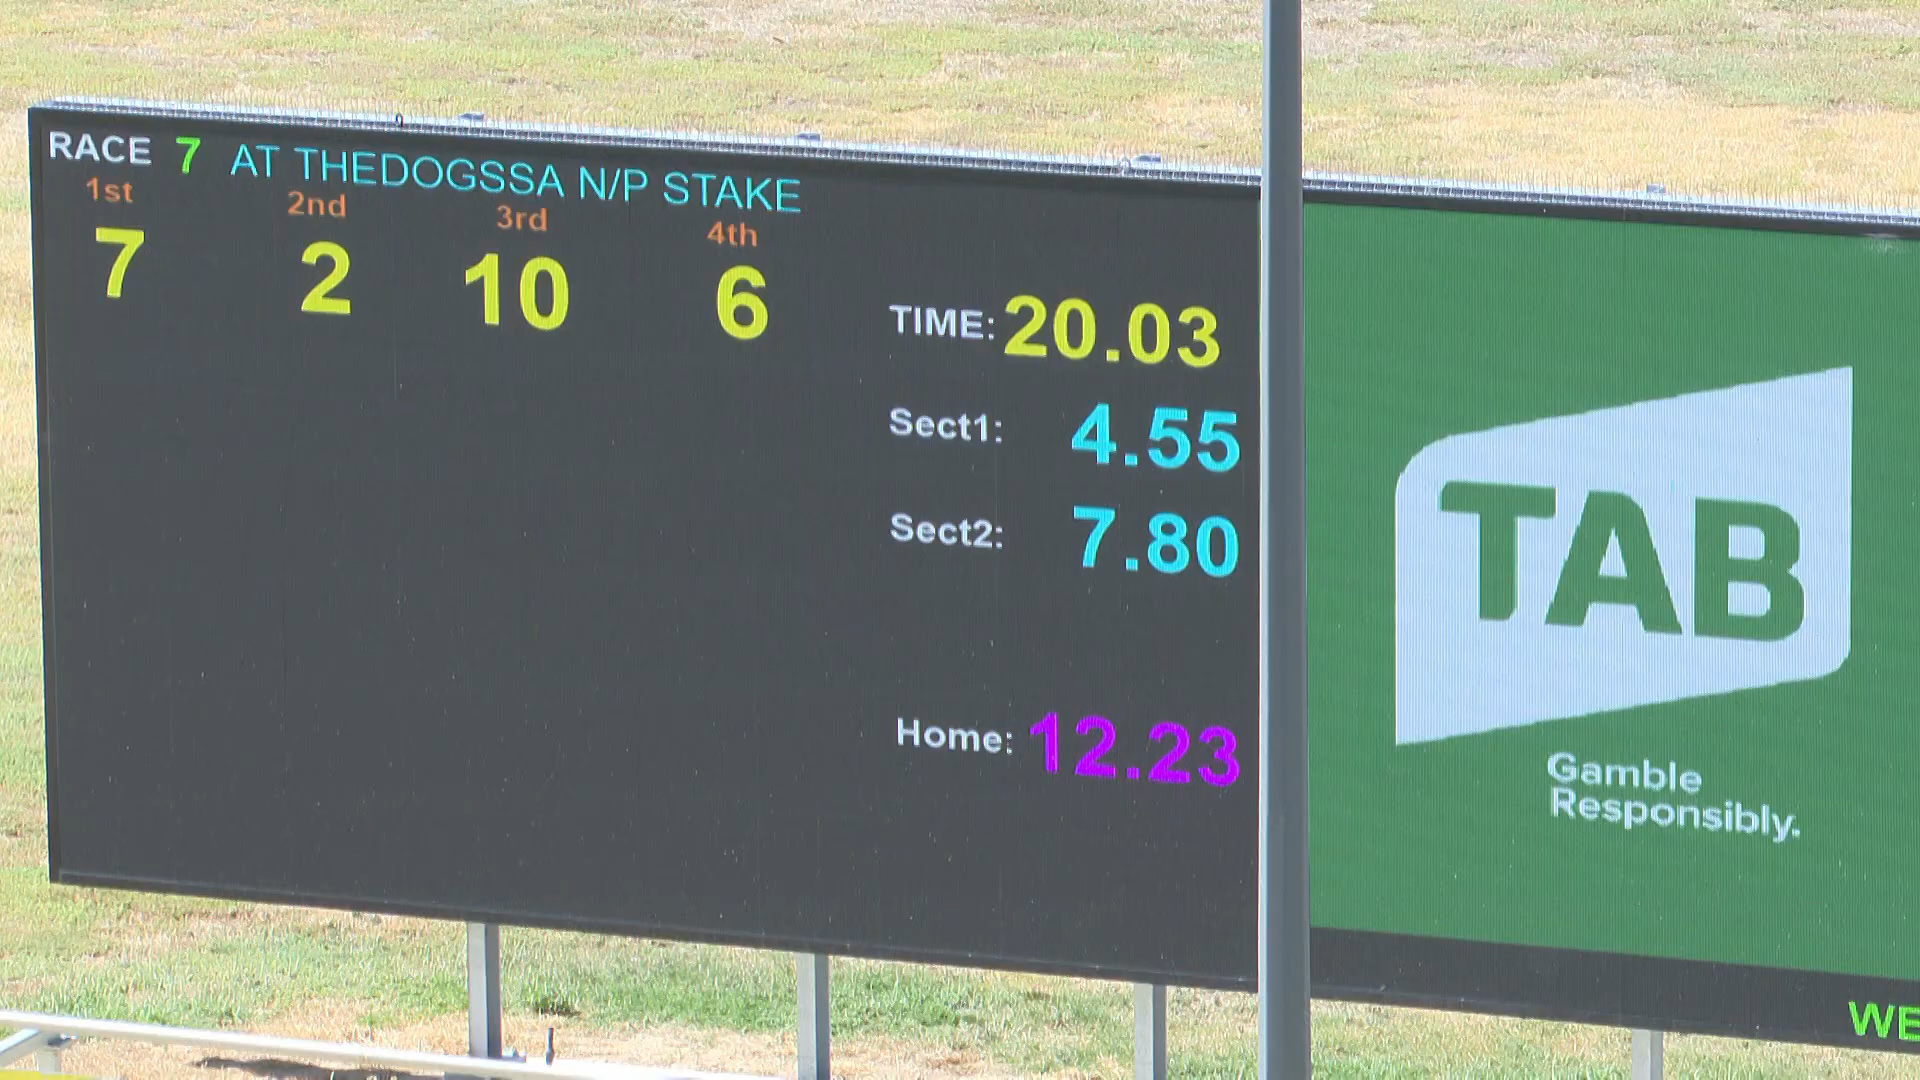 RACE 7 AT THEDOGSSA N/P STAKE
1st 2nd 3rd 4th
7 2 10 6
TIME: 20.03
Sect1: 4.55
Sect2: 7.80
Home: 12.23
TAB
Gamble
Responsibly.